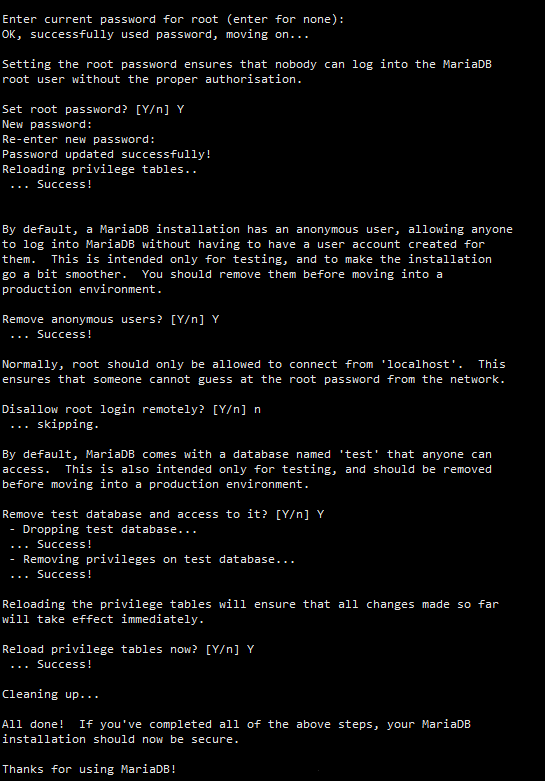 Enter current password for root (enter for none):
OK, successfully used password, moving on...
Setting the root password ensures that nobody can log into the MariaDB
root user without the proper authorisation.
Set root password? [Y/n] Y
New password:
Re-enter new password:
Password updated successfully!
Reloading privilege tables..
 ... Success!
By default, a MariaDB installation has an anonymous user, allowing anyone
to log into MariaDB without having to have a user account created for
them.  This is intended only for testing, and to make the installation
go a bit smoother.  You should remove them before moving into a
production environment.
Remove anonymous users? [Y/n] Y
 ... Success!
Normally, root should only be allowed to connect from 'localhost'.  This
ensures that someone cannot guess at the root password from the network.
Disallow root login remotely? [Y/n] n
 ... skipping.
By default, MariaDB comes with a database named 'test' that anyone can
access.  This is also intended only for testing, and should be removed
before moving into a production environment.
Remove test database and access to it? [Y/n] Y
 - Dropping test database...
 ... Success!
 - Removing privileges on test database...
 ... Success!
Reloading the privilege tables will ensure that all changes made so far
will take effect immediately.
Reload privilege tables now? [Y/n] Y
 ... Success!
Cleaning up...
All done!  If you've completed all of the above steps, your MariaDB
installation should now be secure.
Thanks for using MariaDB!